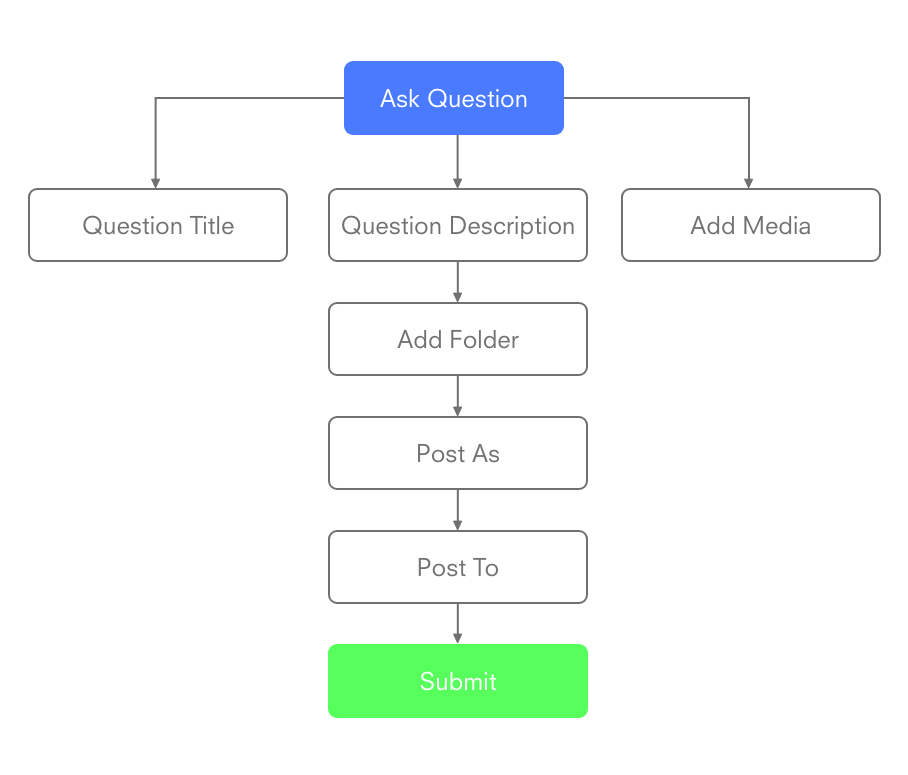 Ask Question
Question Title
Question Description
Add Media
Add Folder
Post As
Post To
Submit